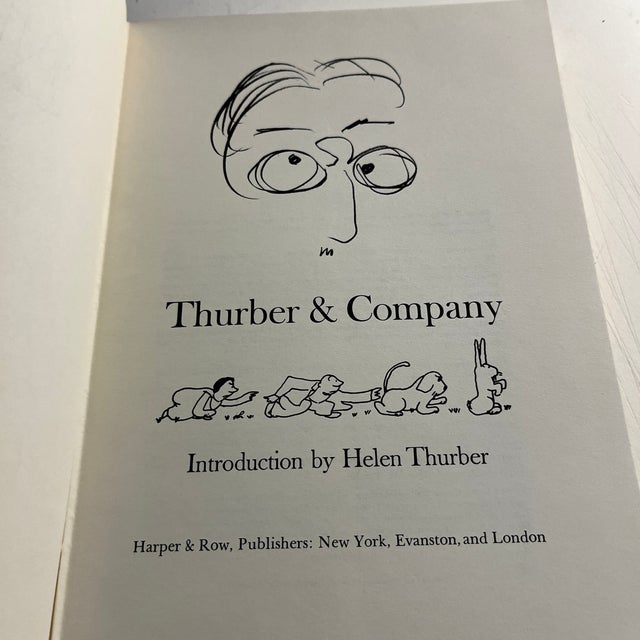 Thurber & Company
Introduction by Helen Thurber
Harper & Row, Publishers: New York, Evanston, and London